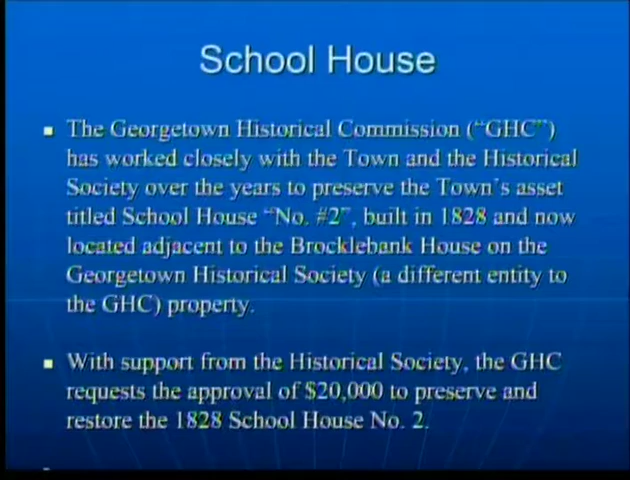 School House
The Georgetown Historical Commission (“GHC”)
has worked closely with the Town and the Historical
Society over the years to preserve the Town’s asset
titled School House “No. #2”, built in 1828 and now
located adjacent to the Brocklebank House on the
Georgetown Historical Society (a different entity to
the GHC) property.
With support from the Historical Society, the GHC
requests the approval of $20,000 to preserve and
restore the 1828 School House No. 2.